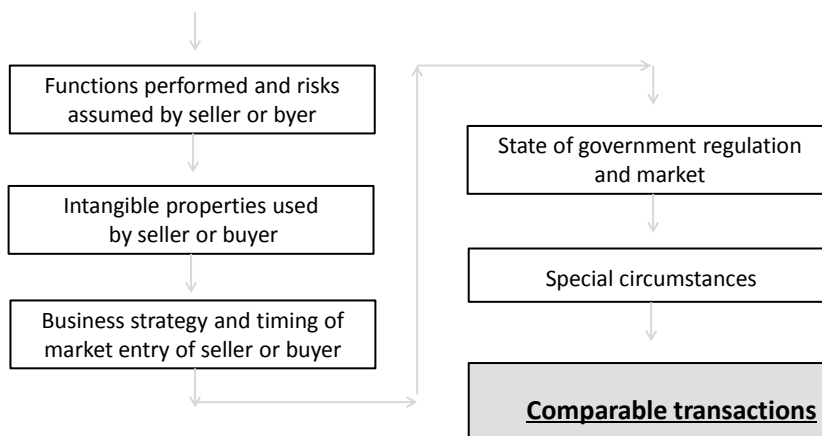 Functions performed and risks
assumed by seller or byer
Intangible properties used
by seller or buyer
Business strategy and timing of
market entry of seller or buyer
State of government regulation
and market
Special circumstances
Comparable transactions